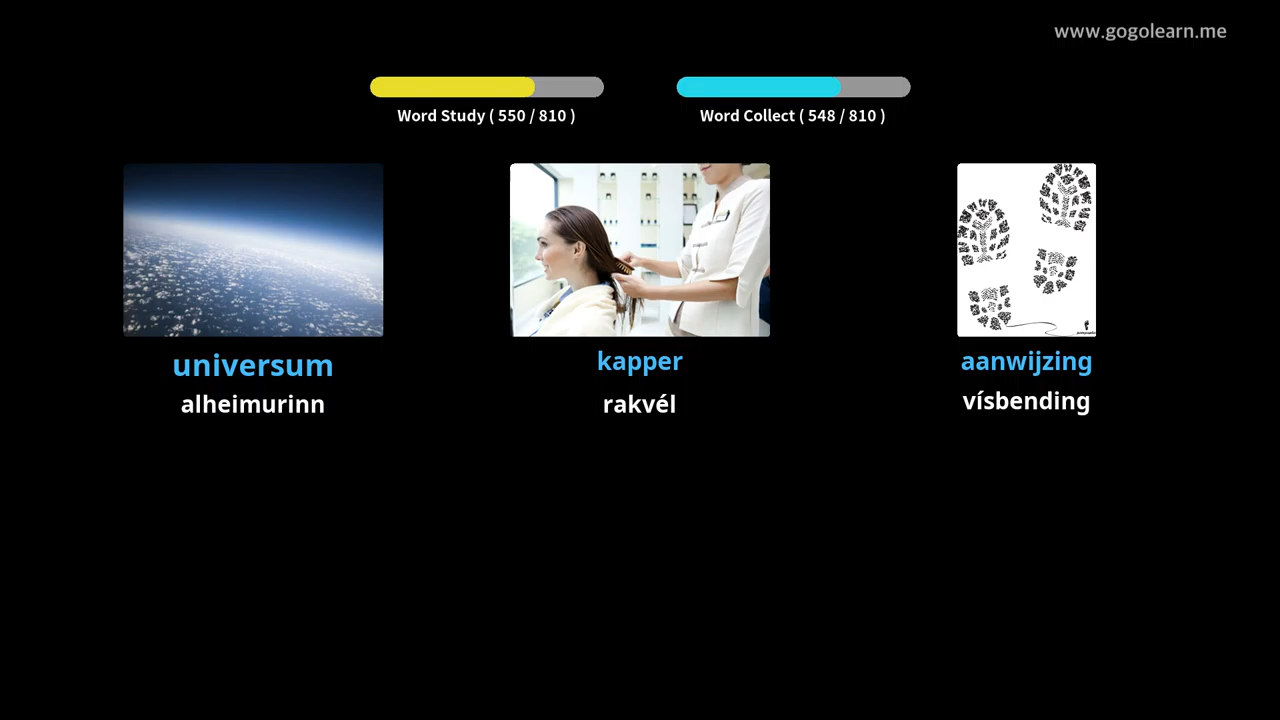 www.gogolearn.me
Word Study ( 550 / 810 )
Word Collect ( 548 / 810 )
universum
kapper
aanwijzing
alheimurinn
rakvél
vísbending